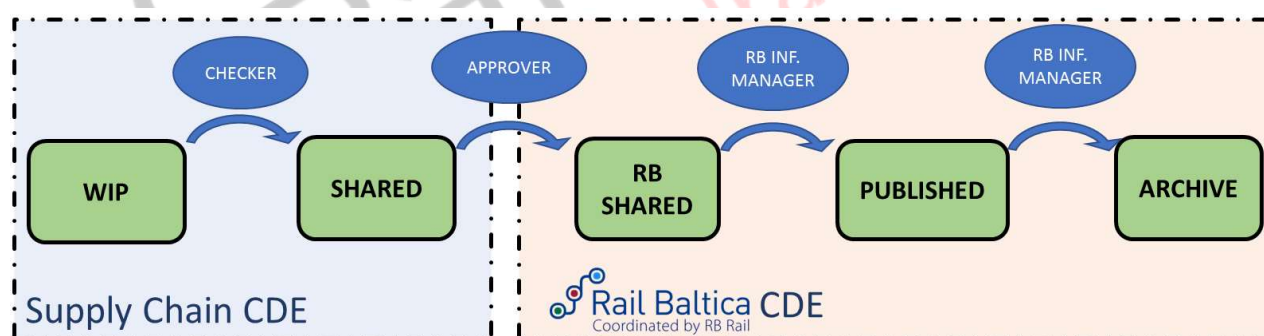 CHECKER
APPROVER
RB INF.
MANAGER
RB INF.
MANAGER
WIP
SHARED
RB
SHARED
PUBLISHED
ARCHIVE
Supply Chain CDE
Rail Baltica CDE
Coordinated by RB Rail